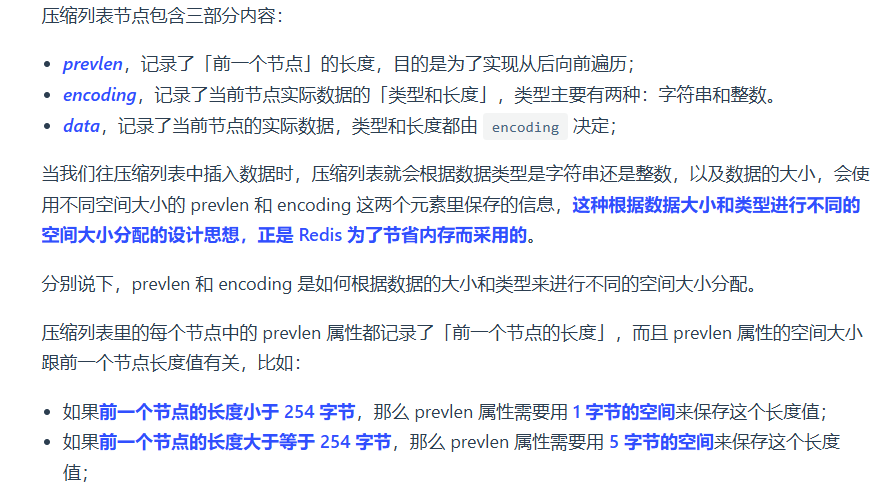 压缩列表节点包含三部分内容：
prevlen，记录了「前一个节点」的长度，目的是为了实现从后向前遍历；
encoding，记录了当前节点实际数据的「类型和长度」，类型主要有两种：字符串和整数。
data，记录了当前节点的实际数据，类型和长度都由 encoding 决定；
当我们往压缩列表中插入数据时，压缩列表就会根据数据类型是字符串还是整数，以及数据的大小，会使
用不同空间大小的 prevlen 和 encoding 这两个元素里保存的信息，这种根据数据大小和类型进行不同的
空间大小分配的设计思想，正是 Redis 为了节省内存而采用的。
分别说下，prevlen 和 encoding 是如何根据数据的大小和类型来进行不同的空间大小分配。
压缩列表里的每个节点中的 prevlen 属性都记录了「前一个节点的长度」，而且 prevlen 属性的空间大小
跟前一个节点长度值有关，比如：
如果前一个节点的长度小于 254 字节，那么 prevlen 属性需要用 1 字节的空间来保存这个长度值；
如果前一个节点的长度大于等于 254 字节，那么 prevlen 属性需要用 5 字节的空间来保存这个长度
值；